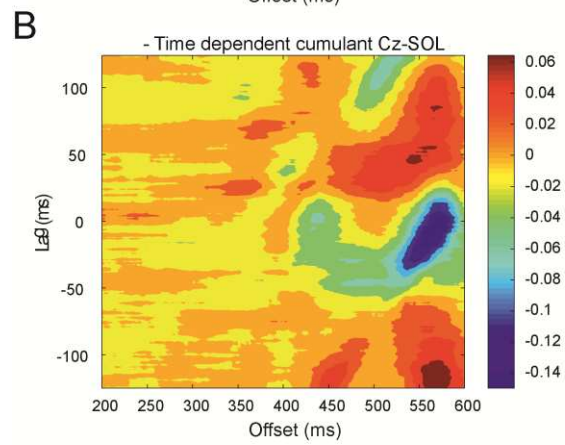 Offset (ms)
B
- Time dependent cumulant Cz-SOL
100
50
0
-50
-100
Lag (ms)
200 250 300 350 400 450 500 550 600
Offset (ms)
0.06
0.04
0.02
0
-0.02
-0.04
-0.06
-0.08
-0.1
-0.12
-0.14